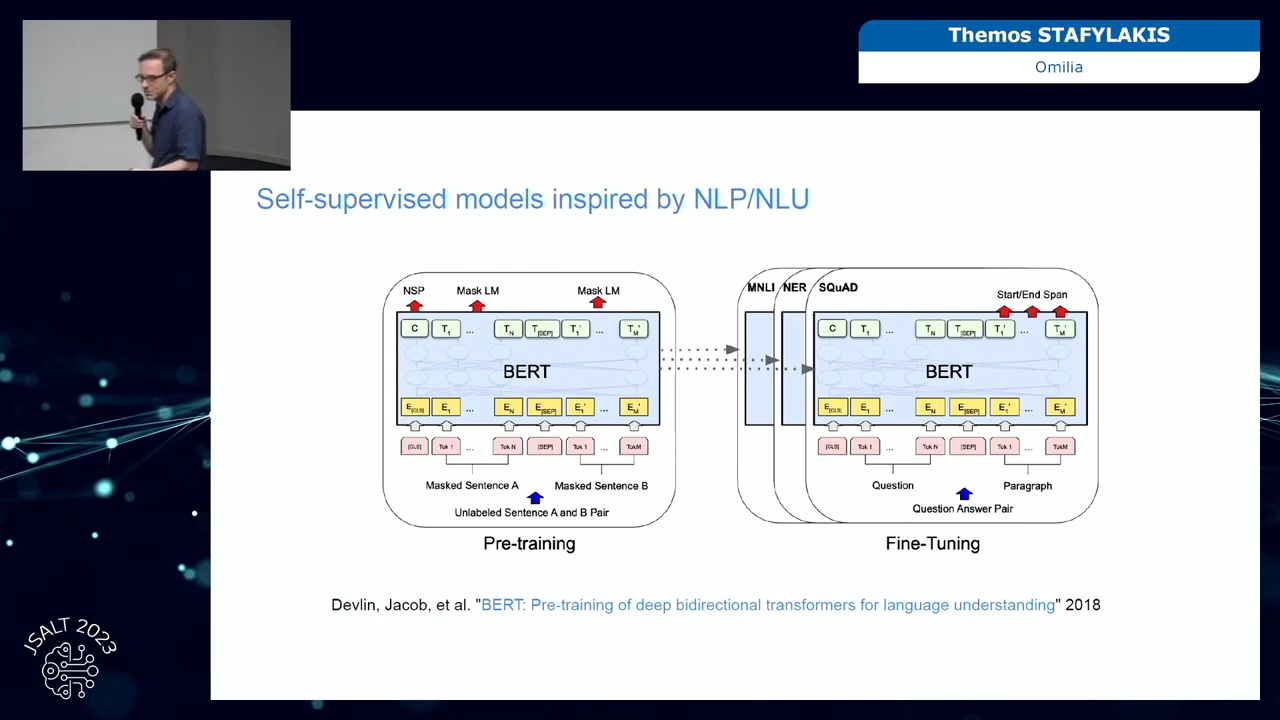 Themos STAFYLAKIS
Omilia
Self-supervised models inspired by NLP/NLU
NSP Mask LM Mask LM
C T1 ... TN T[SEP] T1' ... TM'
BERT
E[CLS] E1 ... EN E[SEP] E1' ... EM'
[CLS] Tok 1 ... Tok N [SEP] Tok 1 ... TokM
Masked Sentence A Masked Sentence B
Unlabeled Sentence A and B Pair
Pre-training
MNLI NER SQuAD
Start/End Span
C T1 ... TN T[SEP] T1' ... TM'
BERT
E[CLS] E1 ... EN E[SEP] E1' ... EM'
[CLS] Tok 1 ... Tok N [SEP] Tok 1 ... TokM
Question Paragraph
Question Answer Pair
Fine-Tuning
Devlin, Jacob, et al. "BERT: Pre-training of deep bidirectional transformers for language understanding" 2018
JSALT 2023